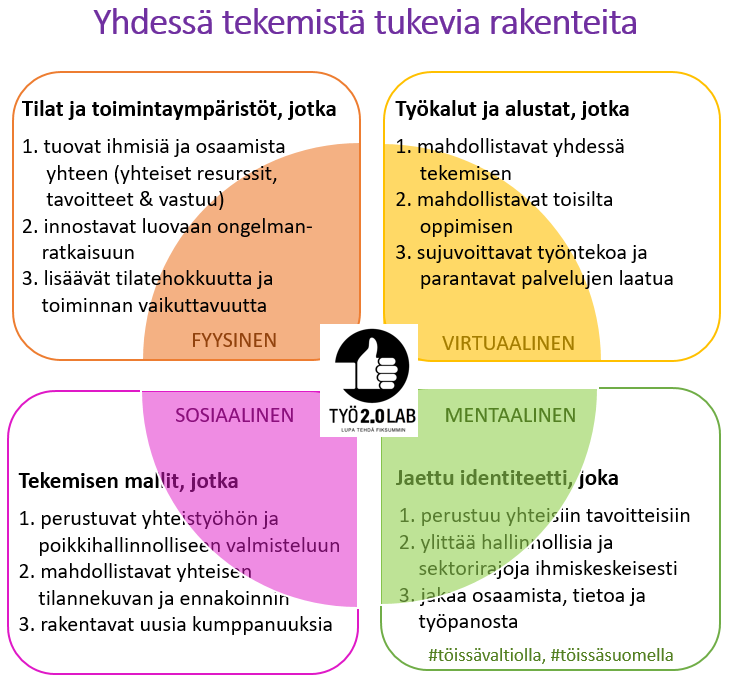 Yhdessä tekemistä tukevia rakenteita
Tilat ja toimintaympäristöt, jotka
1. tuovat ihmisiä ja osaamista
yhteen (yhteiset resurssit,
tavoitteet & vastuu)
2. innostavat luovaan ongelman-
ratkaisuun
3. lisäävät tilatehokkuutta ja
toiminnan vaikuttavuutta
FYYSINEN
Työkalut ja alustat, jotka
1. mahdollistavat yhdessä
tekemisen
2. mahdollistavat toisilta
oppimisen
3. sujuvoittavat työntekoa ja
parantavat palvelujen laatua
VIRTUAALINEN
TYÖ2.0LAB
LUPA TEHDÄ FIKSUMMIN
SOSIAALINEN
Tekemisen mallit, jotka
1. perustuvat yhteistyöhön ja
poikkihallinnolliseen valmisteluun
2. mahdollistavat yhteisen
tilannekuvan ja ennakoinnin
3. rakentavat uusia kumppanuuksia
MENTAALINEN
Jaettu identiteetti, joka
1. perustuu yhteisiin tavoitteisiin
2. ylittää hallinnollisia ja
sektorirajoja ihmiskeskeisesti
3. jakaa osaamista, tietoa ja
työpanosta
#töissävaltiolla, #töissäsuomella